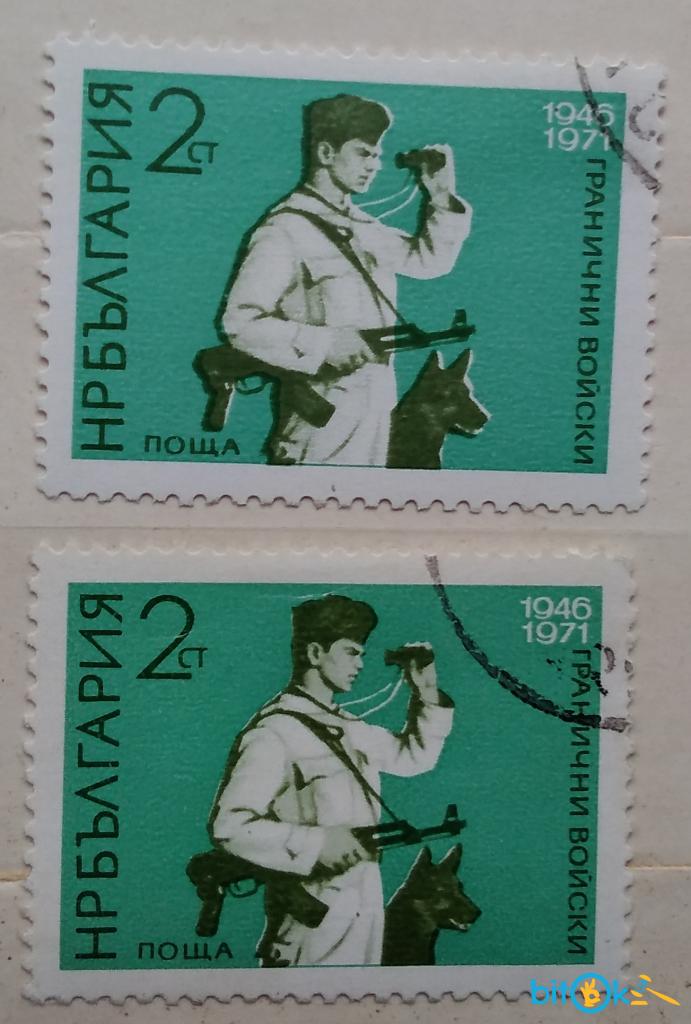 НРБЪЛГАРИЯ
2СТ
1946
1971
ГРАНИЧНИ ВОЙСКИ
ПОЩА
НРБЪЛГАРИЯ
2СТ
1946
1971
ГРАНИЧНИ ВОЙСКИ
ПОЩА
bitok